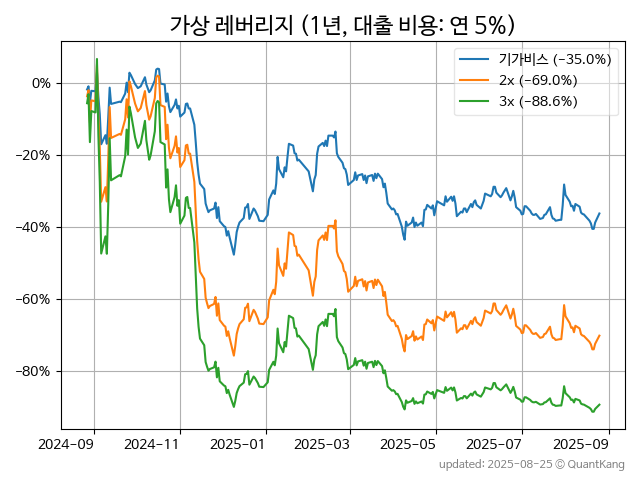 가상 레버리지 (1년, 대출 비용: 연 5%)
기가비스 (−35.0%)
2x (−69.0%)
3x (−88.6%)
0%
−20%
−40%
−60%
−80%
2024-09 2024-11 2025-01 2025-03 2025-05 2025-07 2025-09
updated: 2025-08-25 © QuantKang